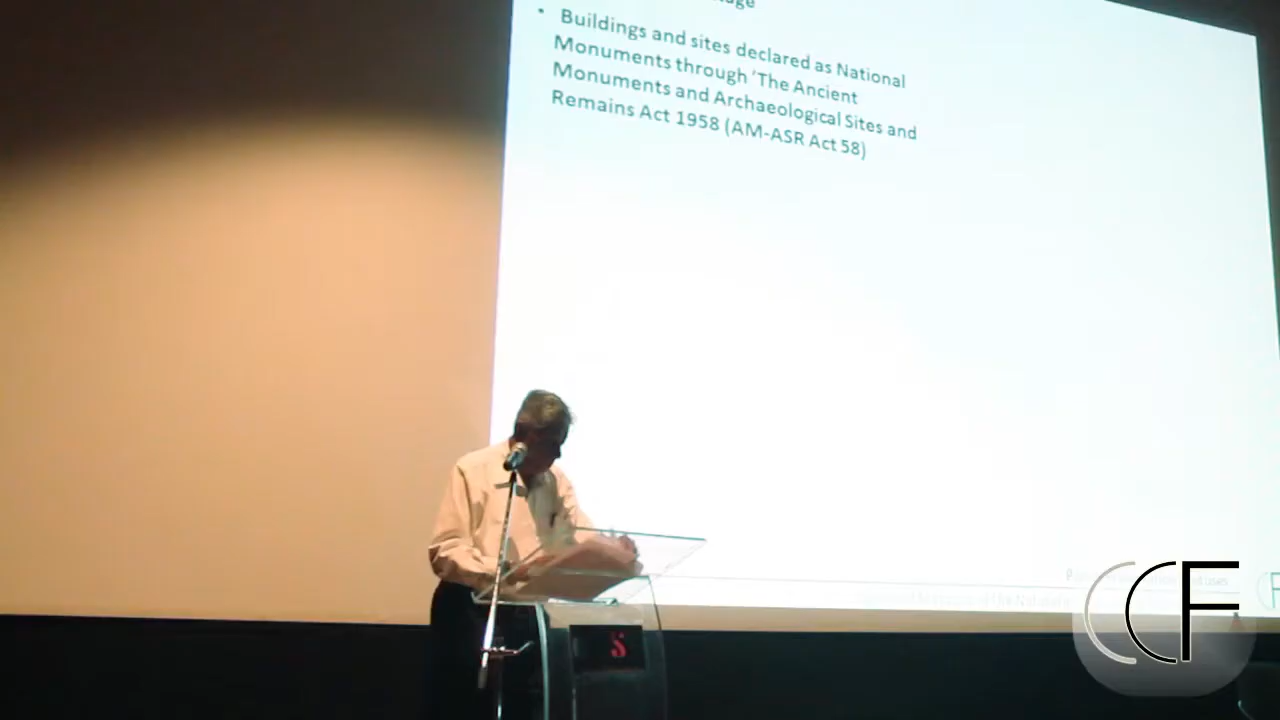 • Buildings and sites declared as National
Monuments through 'The Ancient
Monuments and Archaeological Sites and
Remains Act 1958 (AM-ASR Act 58)
S
CCF